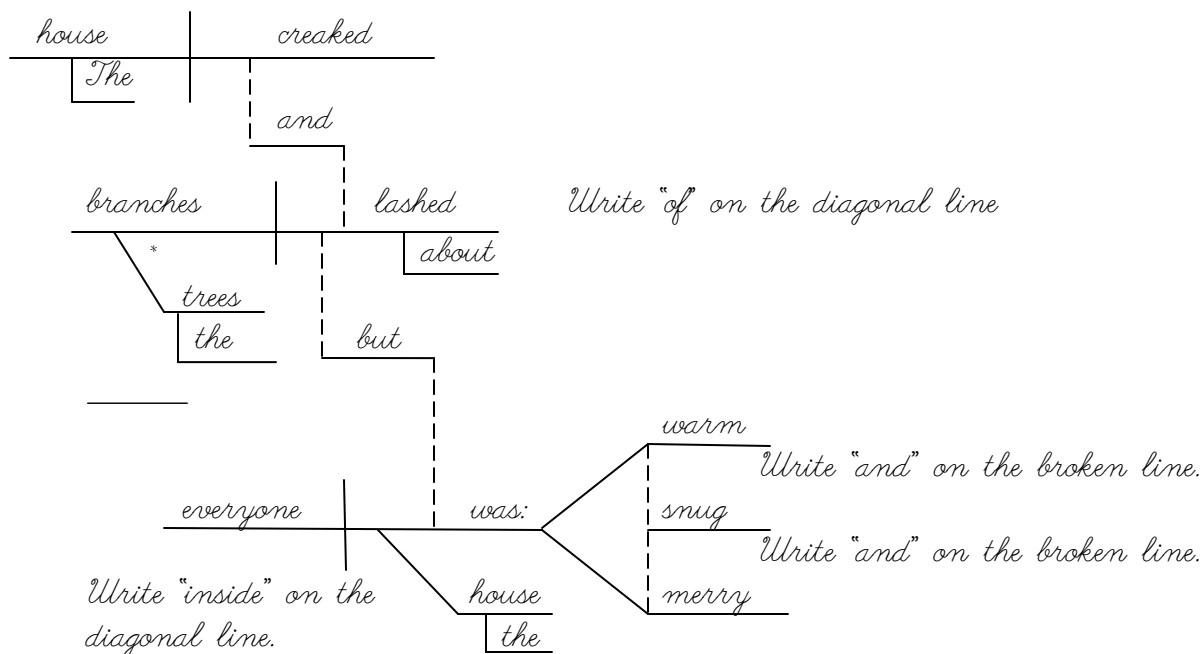 house creaked
The
and
branches lashed Write “of” on the diagonal line
* about
trees
the but
warm
Write “and” on the broken line.
everyone was: snug
Write “and” on the broken line.
Write “inside” on the house merry
diagonal line. the